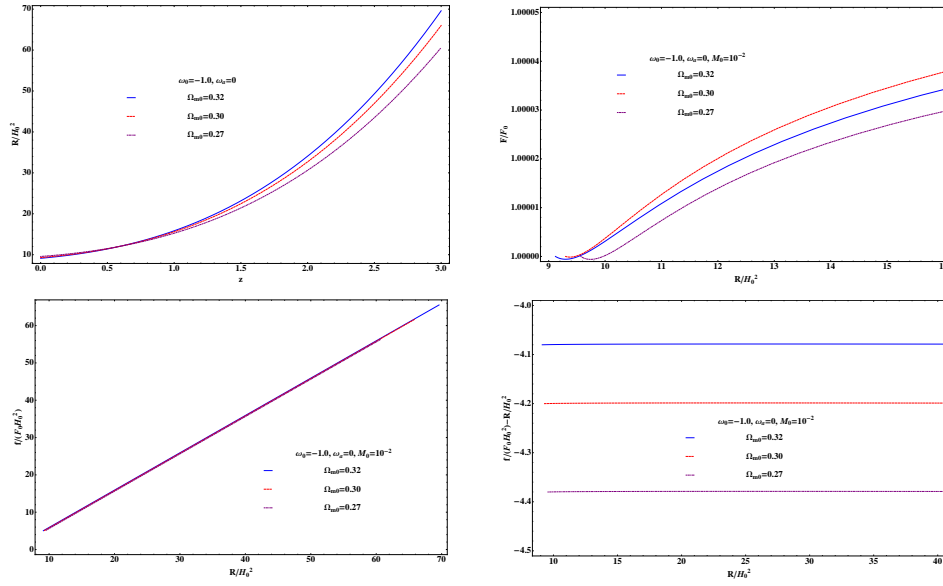 70
60
50
40
30
20
10
R/H₀²
ω₀=−1.0, ωₐ=0
Ωₘ₀=0.32
Ωₘ₀=0.30
Ωₘ₀=0.27
0.0 0.5 1.0 1.5 2.0 2.5 3.0
z
1.00005
1.00004
1.00003
1.00002
1.00001
1.00000
F/F₀
ω₀=−1.0, ωₐ=0, M₀=10⁻²
Ωₘ₀=0.32
Ωₘ₀=0.30
Ωₘ₀=0.27
9 10 11 12 13 14 15 16
R/H₀²
60
50
40
30
20
10
0
f/(F₀H₀²)
ω₀=−1.0, ωₐ=0, M₀=10⁻²
Ωₘ₀=0.32
Ωₘ₀=0.30
Ωₘ₀=0.27
10 20 30 40 50 60 70
R/H₀²
−4.0
−4.1
−4.2
−4.3
−4.4
−4.5
f/(F₀H₀²)−R/H₀²
ω₀=−1.0, ωₐ=0, M₀=10⁻²
Ωₘ₀=0.32
Ωₘ₀=0.30
Ωₘ₀=0.27
10 15 20 25 30 35 40
R/H₀²